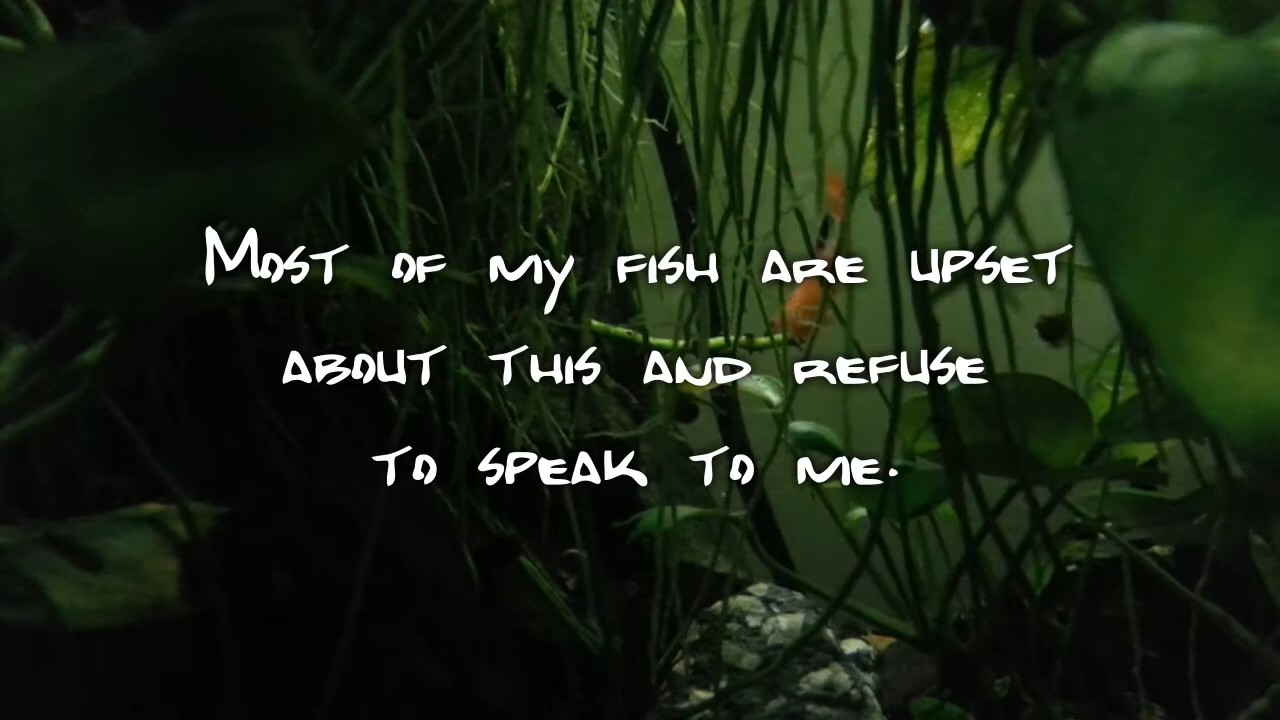 Most of my fish are upset
about this and refuse
to speak to me.